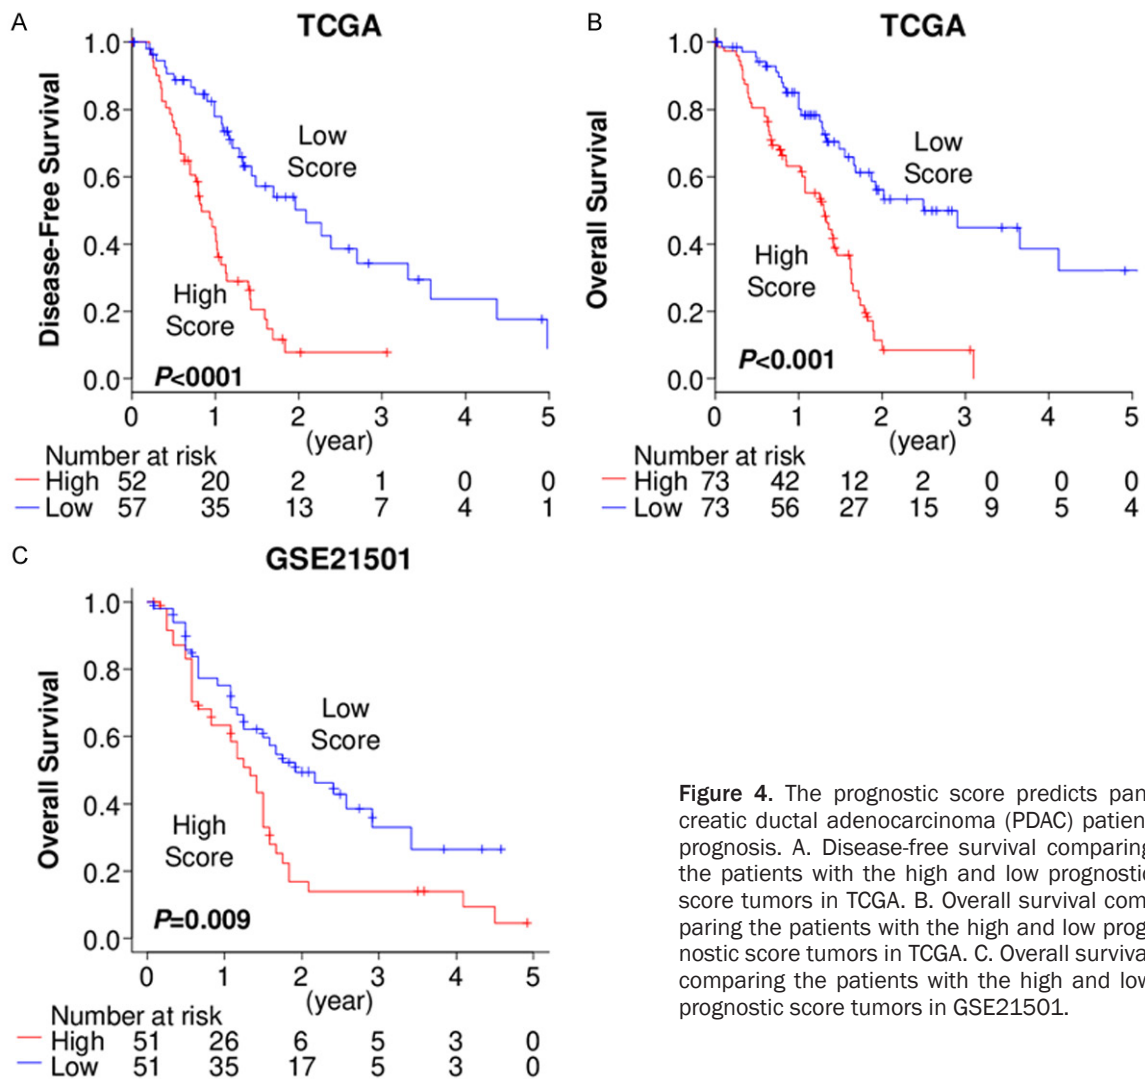 A
TCGA
Disease-Free Survival
1.0
0.8
0.6
0.4
0.2
0.0
Low
Score
High
Score
P<0001
0 1 2 3 4 5
(year)
Number at risk
High 52 20 2 1 0 0
Low 57 35 13 7 4 1
B
TCGA
Overall Survival
1.0
0.8
0.6
0.4
0.2
0.0
Low
Score
High
Score
P<0.001
0 1 2 3 4 5
(year)
Number at risk
High 73 42 12 2 0 0 0
Low 73 56 27 15 9 5 4
C
GSE21501
Overall Survival
1.0
0.8
0.6
0.4
0.2
0.0
Low
Score
High
Score
P=0.009
0 1 2 3 4 5
(year)
Number at risk
High 51 26 6 5 3 0
Low 51 35 17 5 3 0
Figure 4. The prognostic score predicts pan
creatic ductal adenocarcinoma (PDAC) patien
prognosis. A. Disease-free survival comparing
the patients with the high and low prognostic
score tumors in TCGA. B. Overall survival com
paring the patients with the high and low prog
nostic score tumors in TCGA. C. Overall surviva
comparing the patients with the high and low
prognostic score tumors in GSE21501.